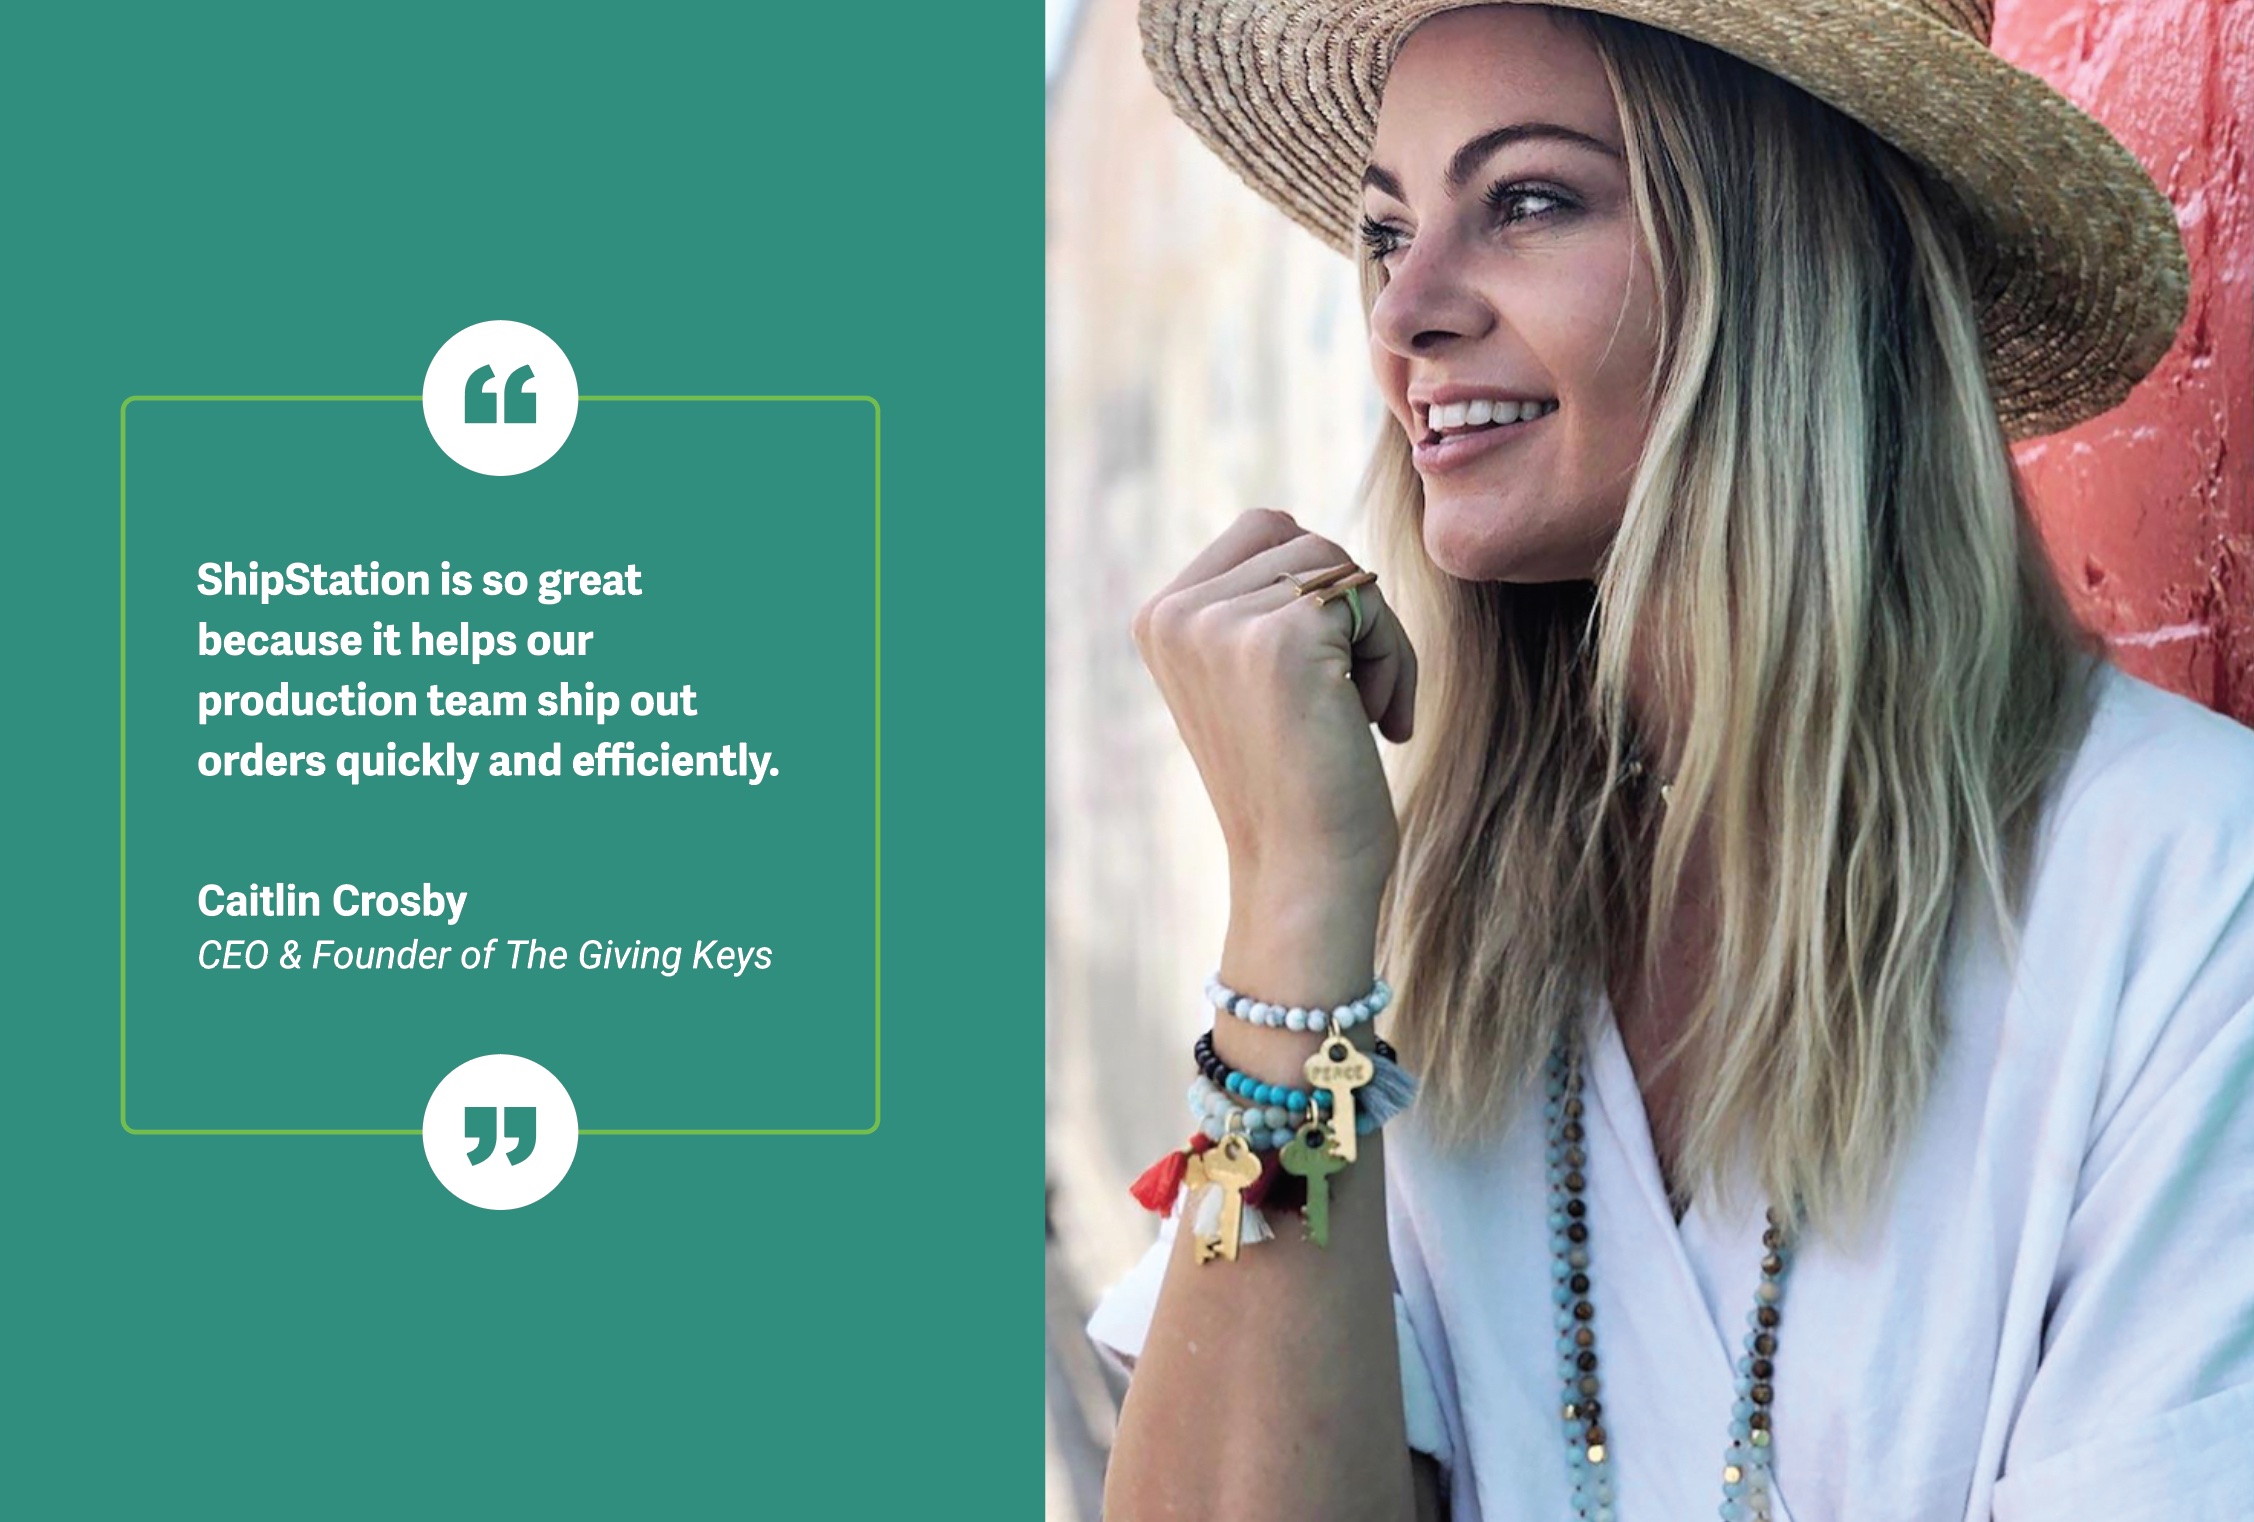 ShipStation is so great
because it helps our
production team ship out
orders quickly and efficiently.
Caitlin Crosby
CEO & Founder of The Giving Keys
PEACE